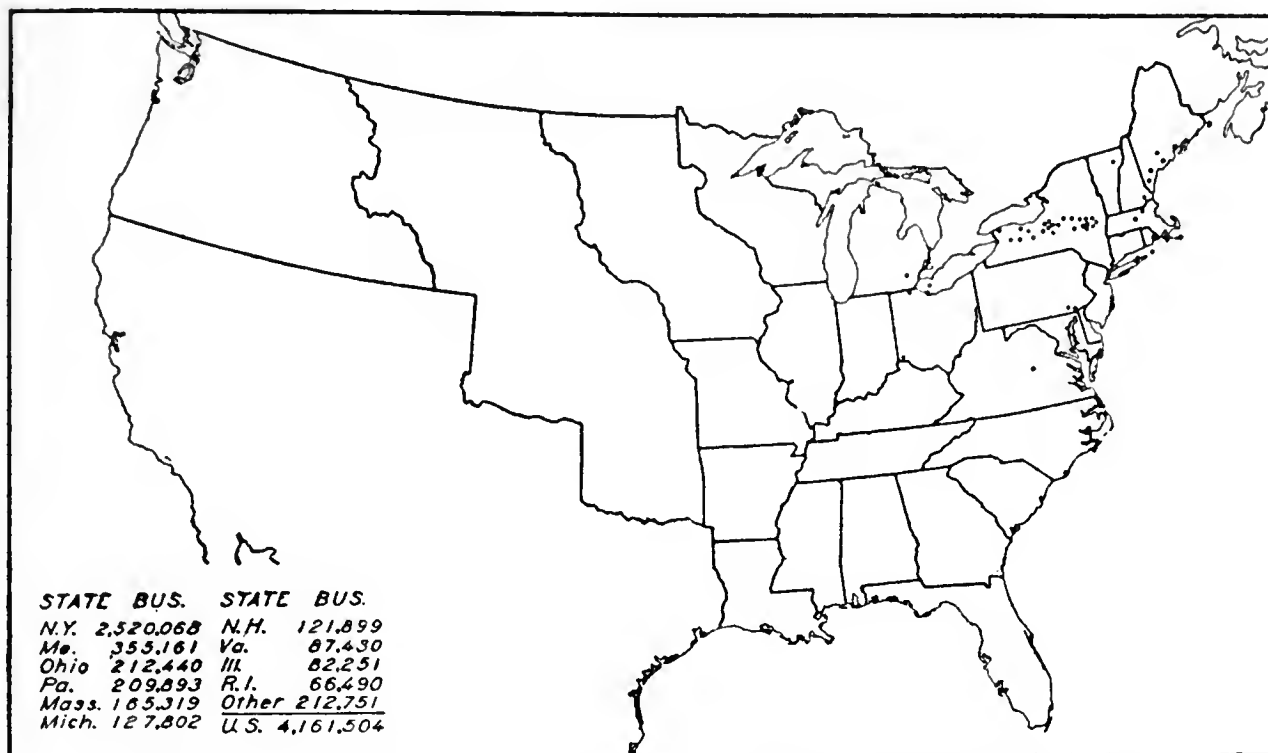 STATE BUS. STATE BUS.
N.Y. 2,520,068 N.H. 121,899
Me. 355,161 Va. 87,430
Ohio 212,440 Ill. 82,251
Pa. 209,893 R.I. 66,490
Mass. 165,319 Other 212,751
Mich. 127,802 U.S. 4,161,504